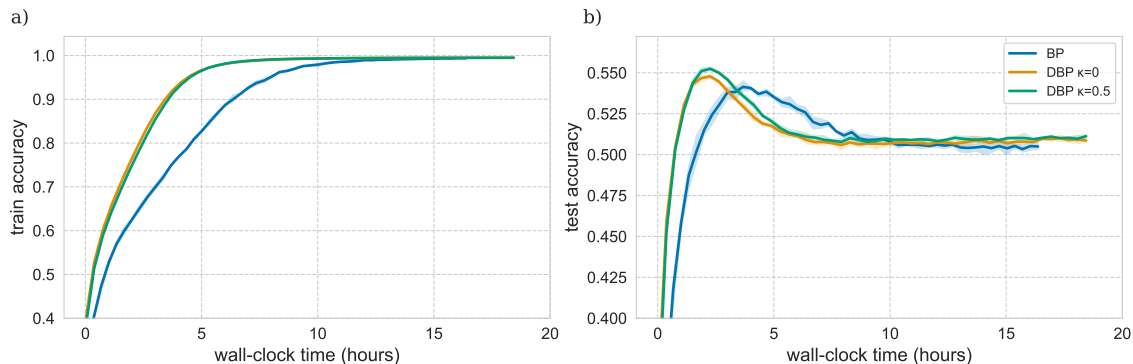 a)
train accuracy
1.0
0.9
0.8
0.7
0.6
0.5
0.4
0
5
10
15
20
wall-clock time (hours)
b)
test accuracy
0.550
0.525
0.500
0.475
0.450
0.425
0.400
0
5
10
15
20
wall-clock time (hours)
BP
DBP κ=0
DBP κ=0.5